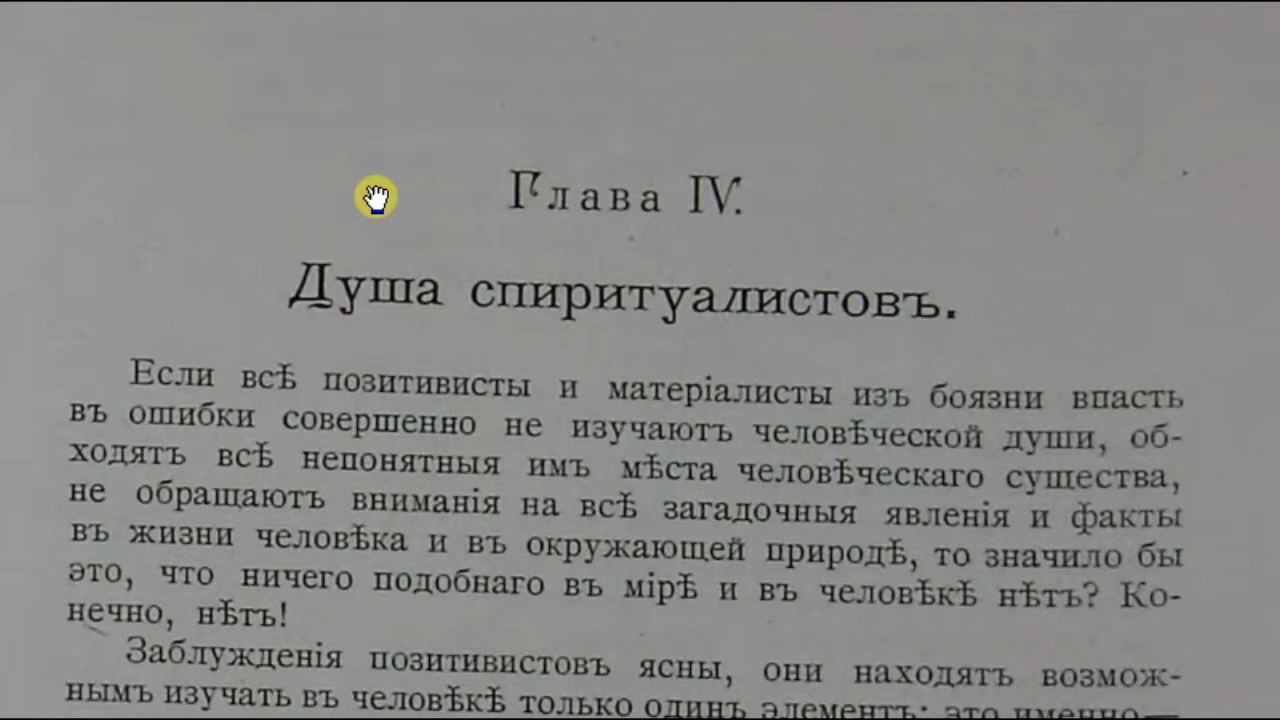 Глава IV.
Душа спиритуалистовъ.
Если всѣ позитивисты и матеріалисты изъ боязни впасть
въ ошибки совершенно не изучаютъ человѣческой души, об-
ходятъ всѣ непонятныя имъ мѣста человѣческаго существа,
не обращаютъ вниманія на всѣ загадочныя явленія и факты
въ жизни человѣка и въ окружающей природѣ, то значило бы
это, что ничего подобнаго въ мірѣ и въ человѣкѣ нѣтъ? Ко-
нечно, нѣтъ!
Заблужденія позитивистовъ ясны, они находятъ возмож-
нымъ изучать въ человѣкѣ только одинъ элементъ: это именно—